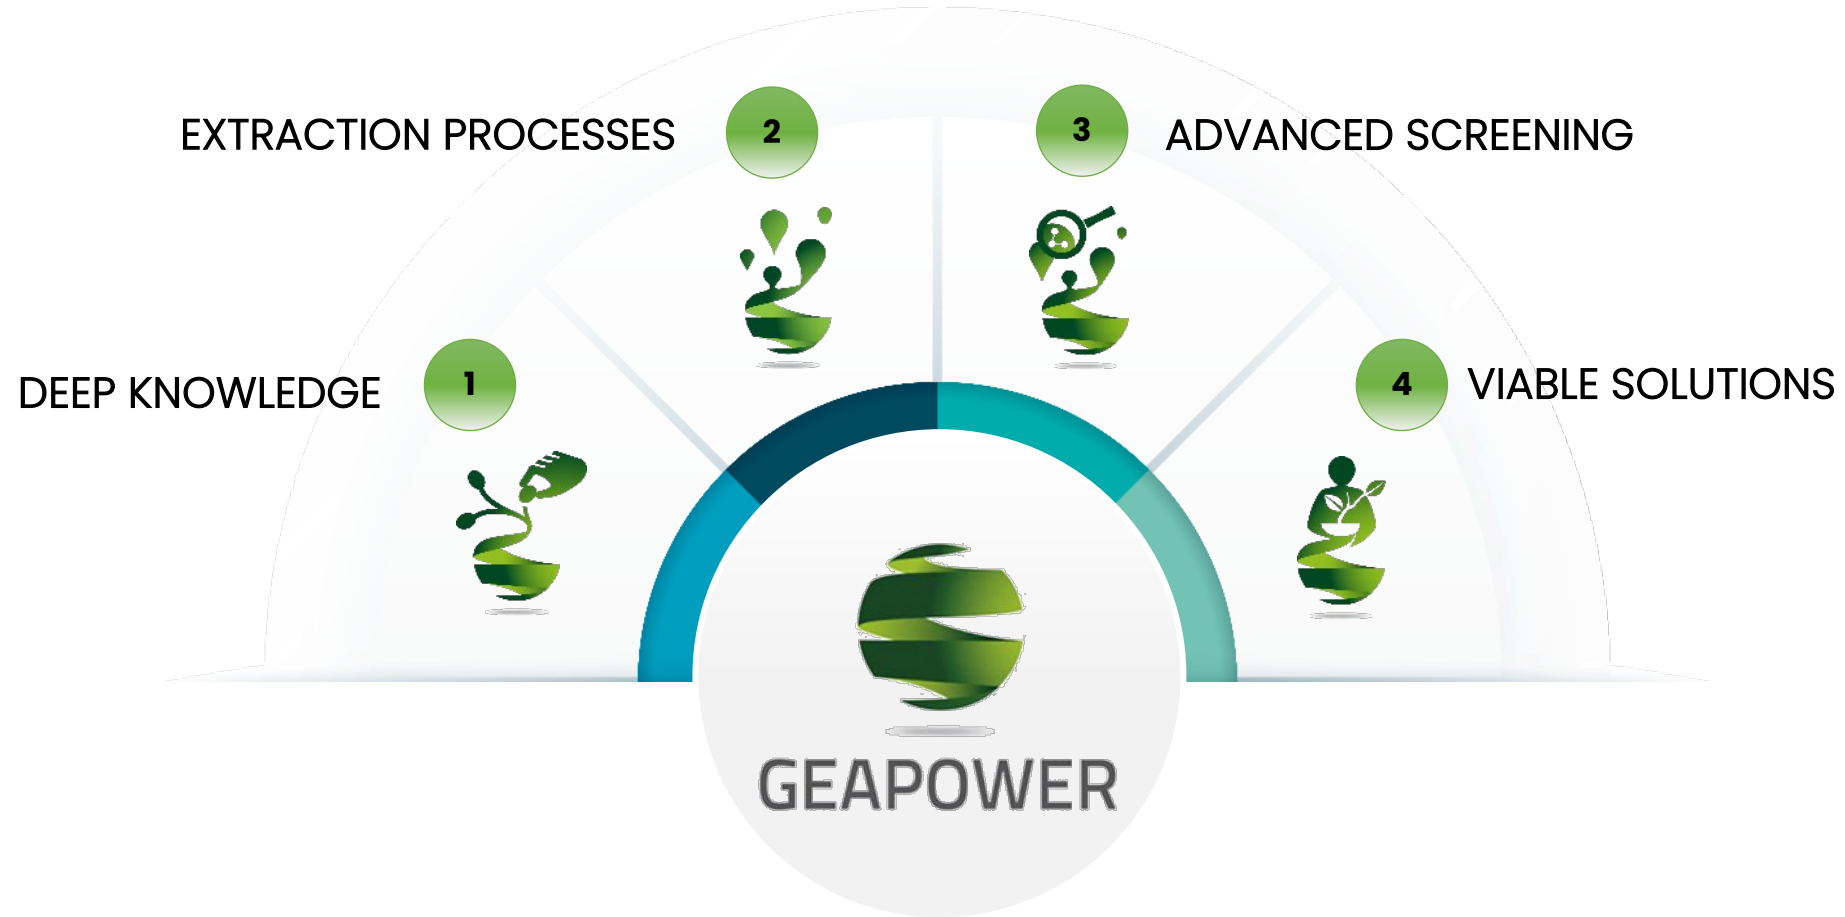 EXTRACTION PROCESSES
2
3
ADVANCED SCREENING
DEEP KNOWLEDGE
1
4
VIABLE SOLUTIONS
GEAPOWER